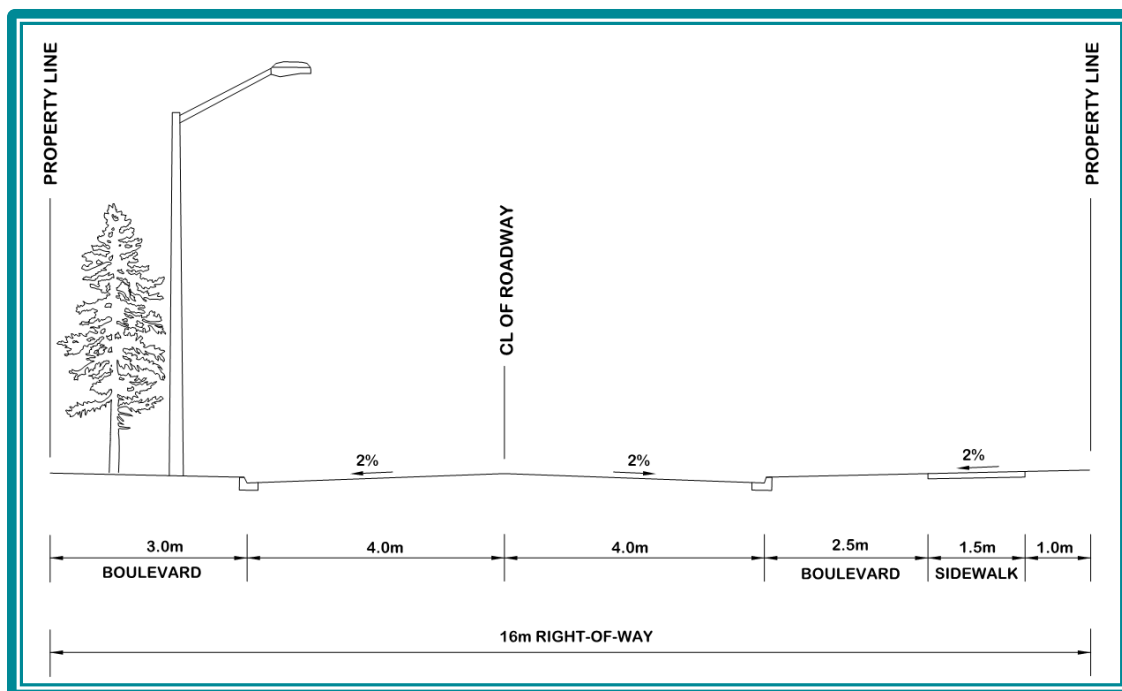 PROPERTY LINE
CL OF ROADWAY
PROPERTY LINE
2%
2%
2%
3.0m
4.0m
4.0m
2.5m
1.5m
1.0m
BOULEVARD
BOULEVARD
SIDEWALK
16m RIGHT-OF-WAY